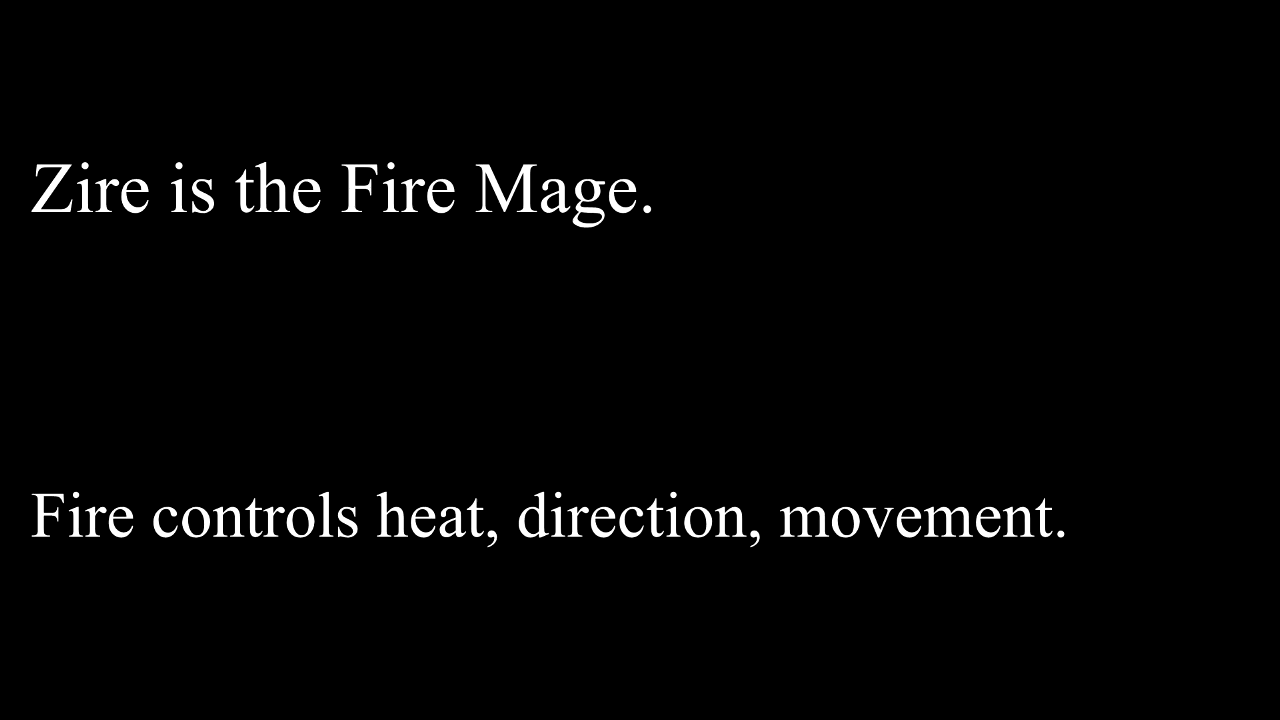 Zire is the Fire Mage.
Fire controls heat, direction, movement.